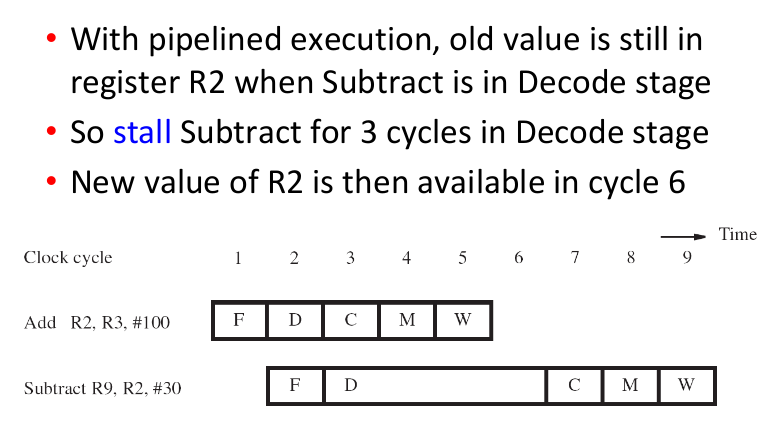 • With pipelined execution, old value is still in
register R2 when Subtract is in Decode stage
• So stall Subtract for 3 cycles in Decode stage
• New value of R2 is then available in cycle 6
Time
Clock cycle 1 2 3 4 5 6 7 8 9
Add R2, R3, #100 F D C M W
Subtract R9, R2, #30 F D C M W